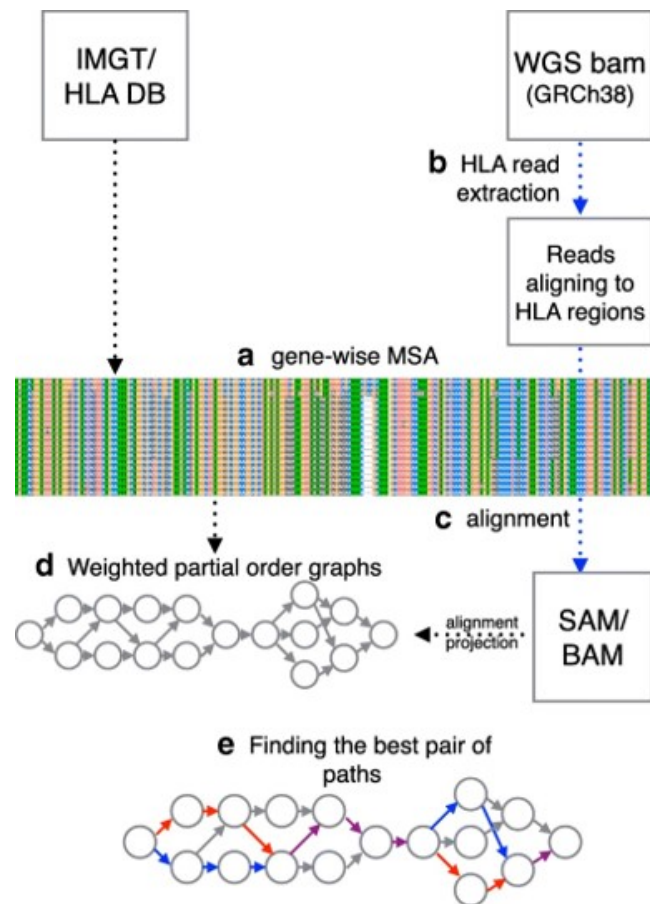 IMGT/
HLA DB
WGS bam
(GRCh38)
b HLA read
extraction
Reads
aligning to
HLA regions
a gene-wise MSA
c alignment
d Weighted partial order graphs
alignment
projection
SAM/
BAM
e Finding the best pair of
paths